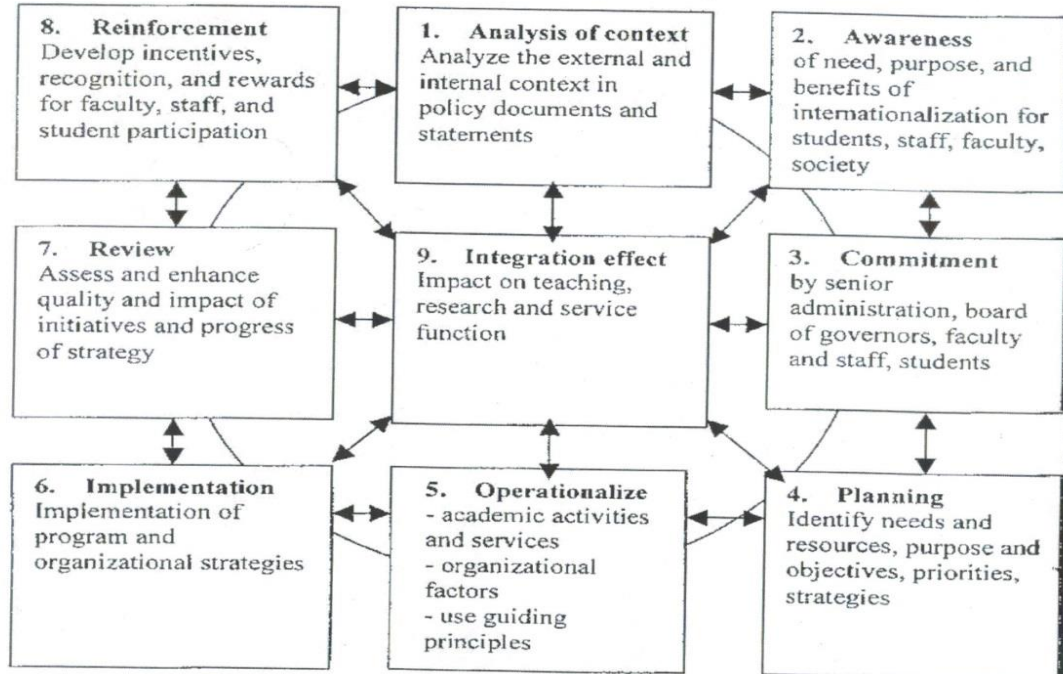 8. Reinforcement
Develop incentives,
recognition, and rewards
for faculty, staff, and
student participation
1. Analysis of context
Analyze the external and
internal context in
policy documents and
statements
2. Awareness
of need, purpose, and
benefits of
internationalization for
students, staff, faculty,
society
7. Review
Assess and enhance
quality and impact of
initiatives and progress
of strategy
9. Integration effect
Impact on teaching,
research and service
function
3. Commitment
by senior
administration, board
of governors, faculty
and staff, students
6. Implementation
Implementation of
program and
organizational strategies
5. Operationalize
- academic activities
and services
- organizational
factors
- use guiding
principles
4. Planning
Identify needs and
resources, purpose and
objectives, priorities,
strategies